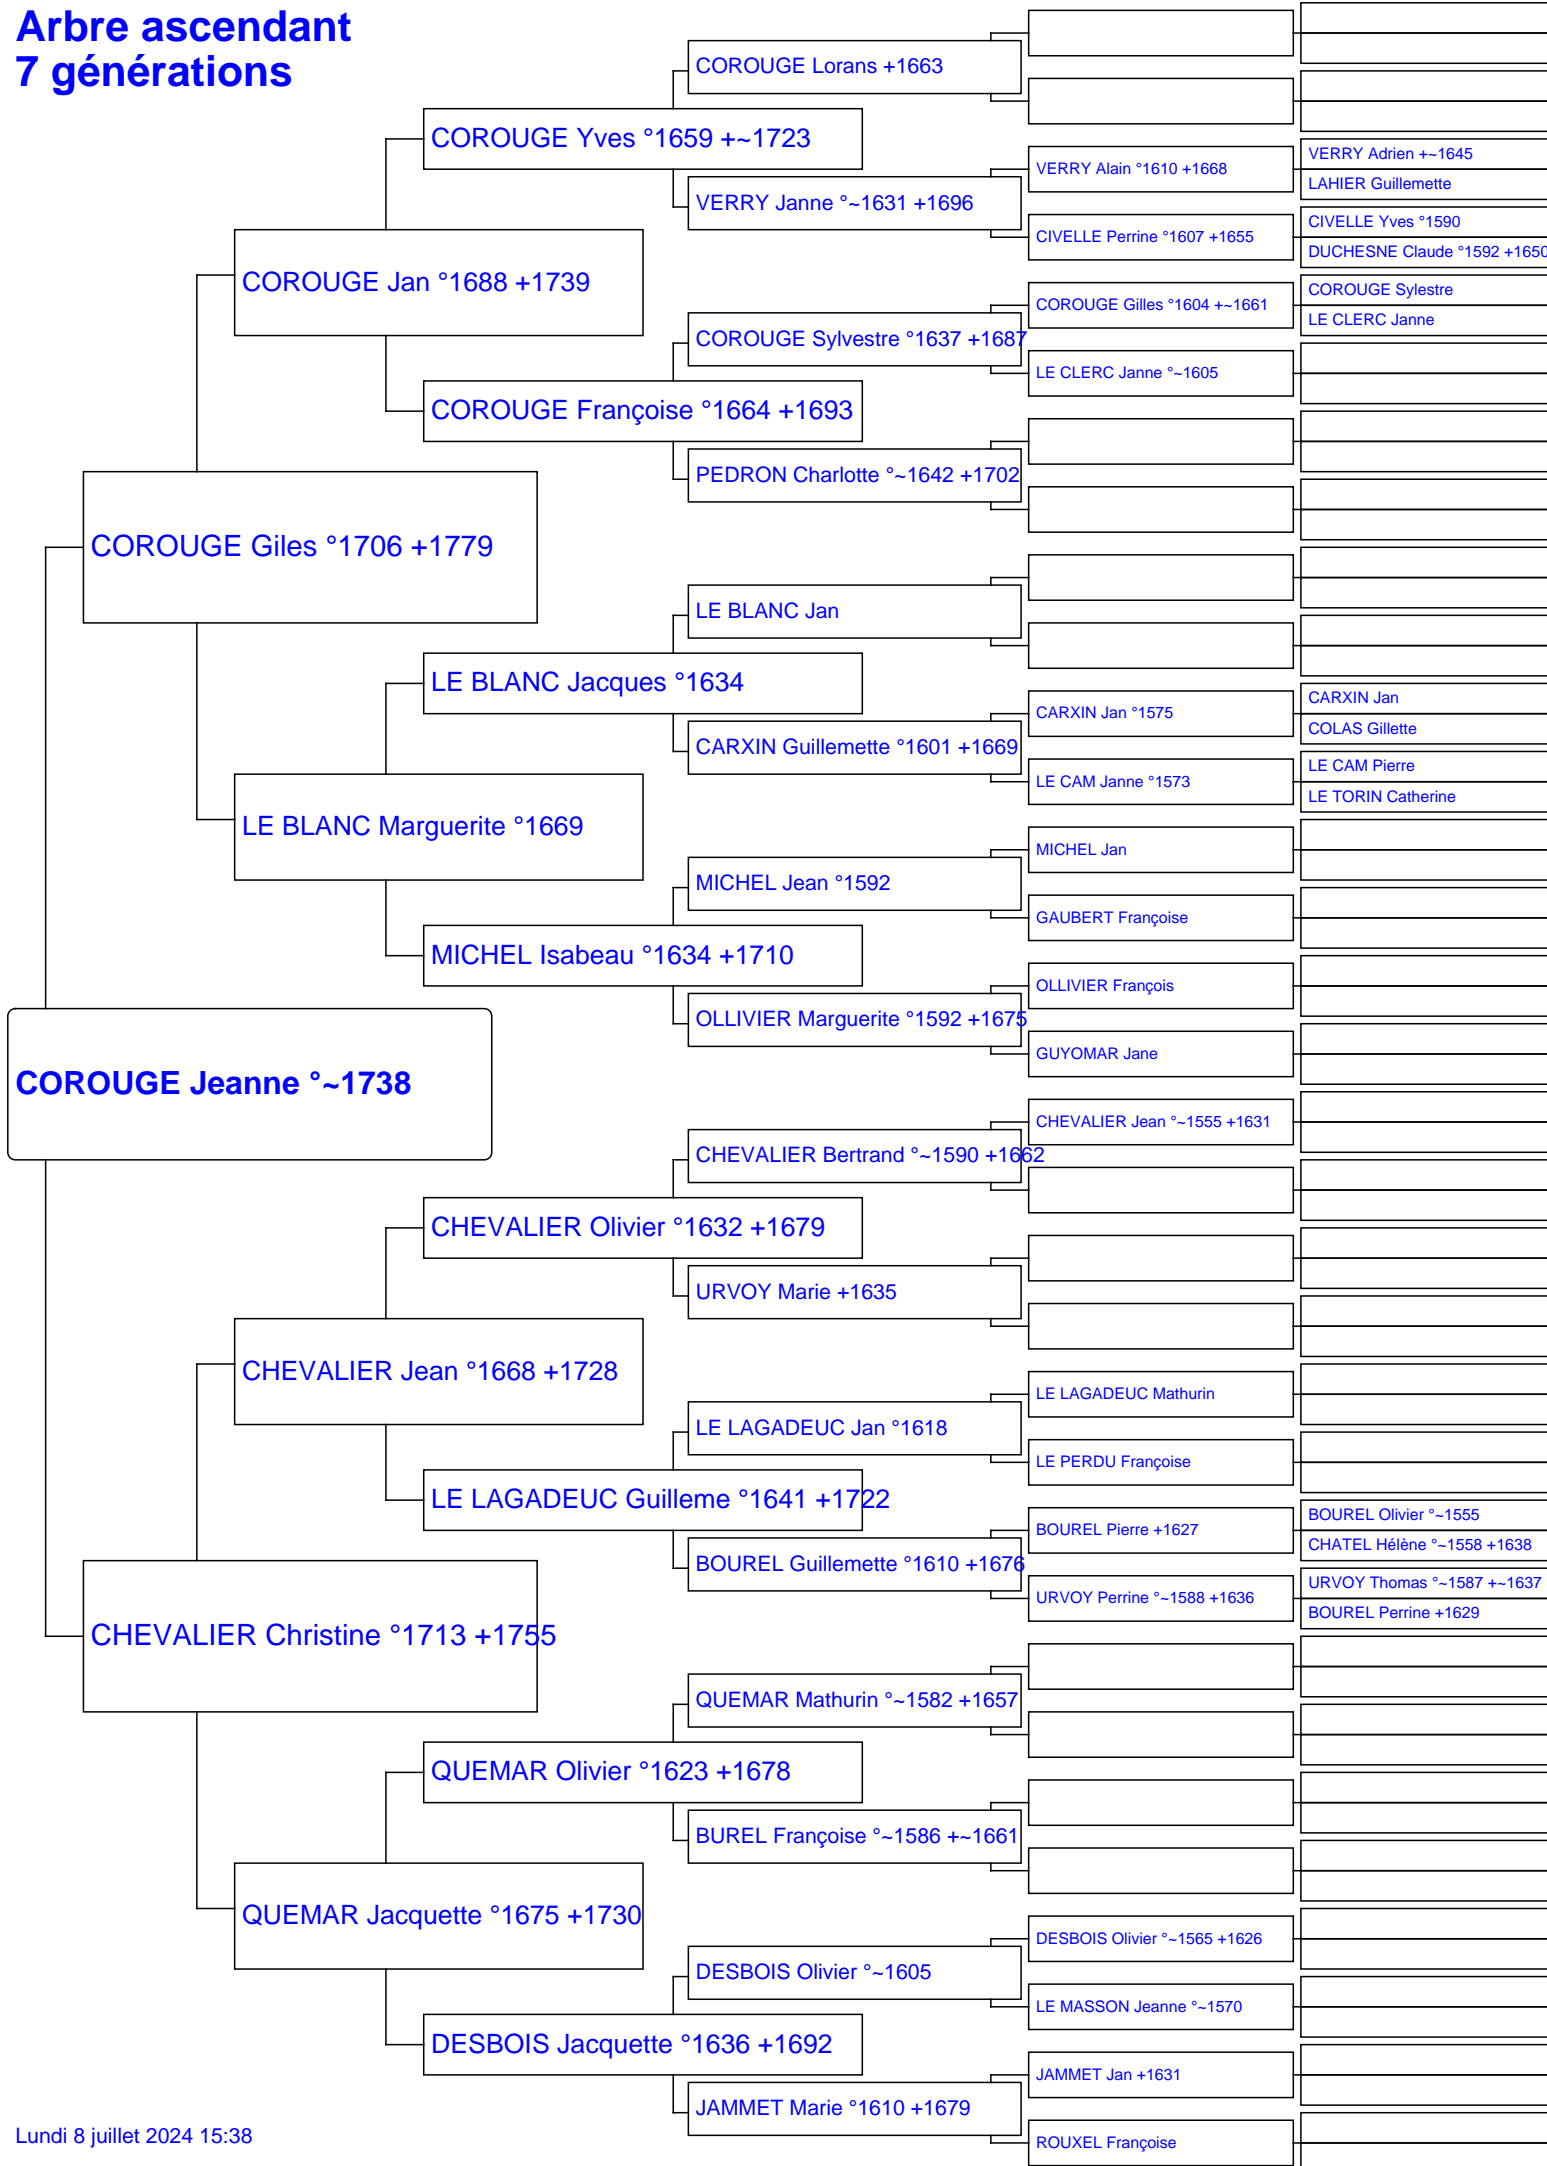 Arbre ascendant
7 générations
COROUGE Lorans +1663
COROUGE Yves °1659 +~1723
VERRY Adrien +~1645
VERRY Alain °1610 +1668
LAHIER Guillemette
VERRY Janne °~1631 +1696
CIVELLE Yves °1590
CIVELLE Perrine °1607 +1655
DUCHESNE Claude °1592 +1650
COROUGE Jan °1688 +1739
COROUGE Sylestre
COROUGE Gilles °1604 +~1661
LE CLERC Janne
COROUGE Sylvestre °1637 +1687
LE CLERC Janne °~1605
COROUGE Françoise °1664 +1693
PEDRON Charlotte °~1642 +1702
COROUGE Giles °1706 +1779
LE BLANC Jan
LE BLANC Jacques °1634
CARXIN Jan
CARXIN Jan °1575
COLAS Gillette
CARXIN Guillemette °1601 +1669
LE CAM Pierre
LE CAM Janne °1573
LE TORIN Catherine
LE BLANC Marguerite °1669
MICHEL Jan
MICHEL Jean °1592
GAUBERT Françoise
MICHEL Isabeau °1634 +1710
OLLIVIER François
OLLIVIER Marguerite °1592 +1675
GUYOMAR Jane
COROUGE Jeanne °~1738
CHEVALIER Jean °~1555 +1631
CHEVALIER Bertrand °~1590 +1662
CHEVALIER Olivier °1632 +1679
URVOY Marie +1635
CHEVALIER Jean °1668 +1728
LE LAGADEUC Mathurin
LE LAGADEUC Jan °1618
LE PERDU Françoise
LE LAGADEUC Guilleme °1641 +1722
BOUREL Olivier °~1555
BOUREL Pierre +1627
CHATEL Hélène °~1558 +1638
BOUREL Guillemette °1610 +1676
URVOY Thomas °~1587 +~1637
URVOY Perrine °~1588 +1636
BOUREL Perrine +1629
CHEVALIER Christine °1713 +1755
QUEMAR Mathurin °~1582 +1657
QUEMAR Olivier °1623 +1678
BUREL Françoise °~1586 +~1661
QUEMAR Jacquette °1675 +1730
DESBOIS Olivier °~1565 +1626
DESBOIS Olivier °~1605
LE MASSON Jeanne °~1570
DESBOIS Jacquette °1636 +1692
JAMMET Jan +1631
JAMMET Marie °1610 +1679
ROUXEL Françoise
Lundi 8 juillet 2024 15:38